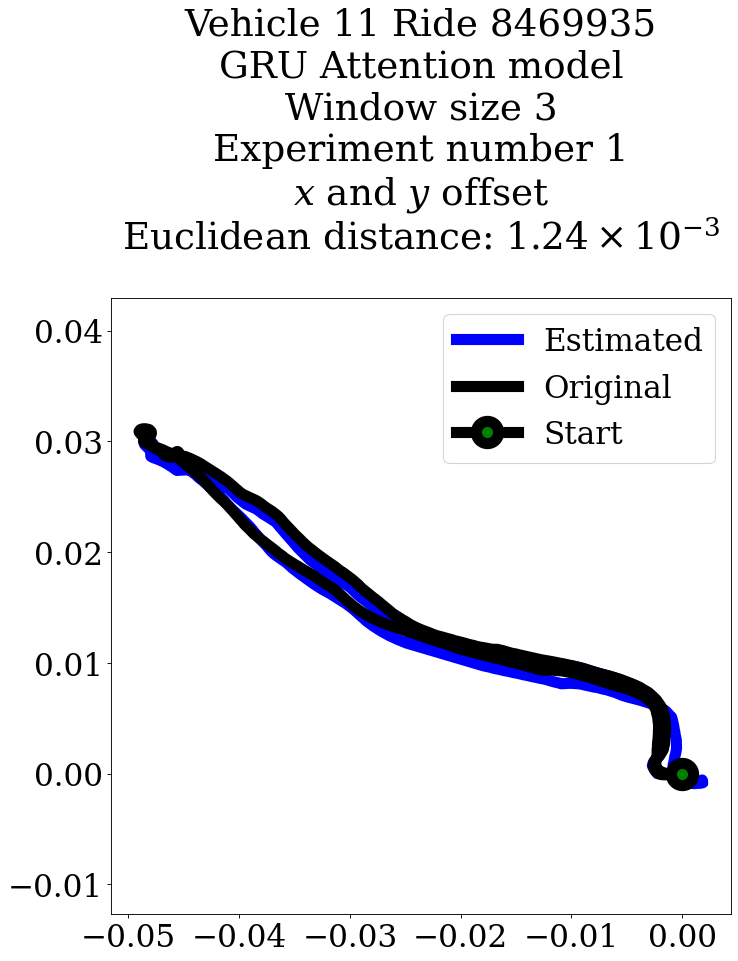 Vehicle 11 Ride 8469935
GRU Attention model
Window size 3
Experiment number 1
x and y offset
Euclidean distance: 1.24 × 10⁻³
Estimated
Original
Start
0.04
0.03
0.02
0.01
0.00
−0.01
−0.05 −0.04 −0.03 −0.02 −0.01 0.00